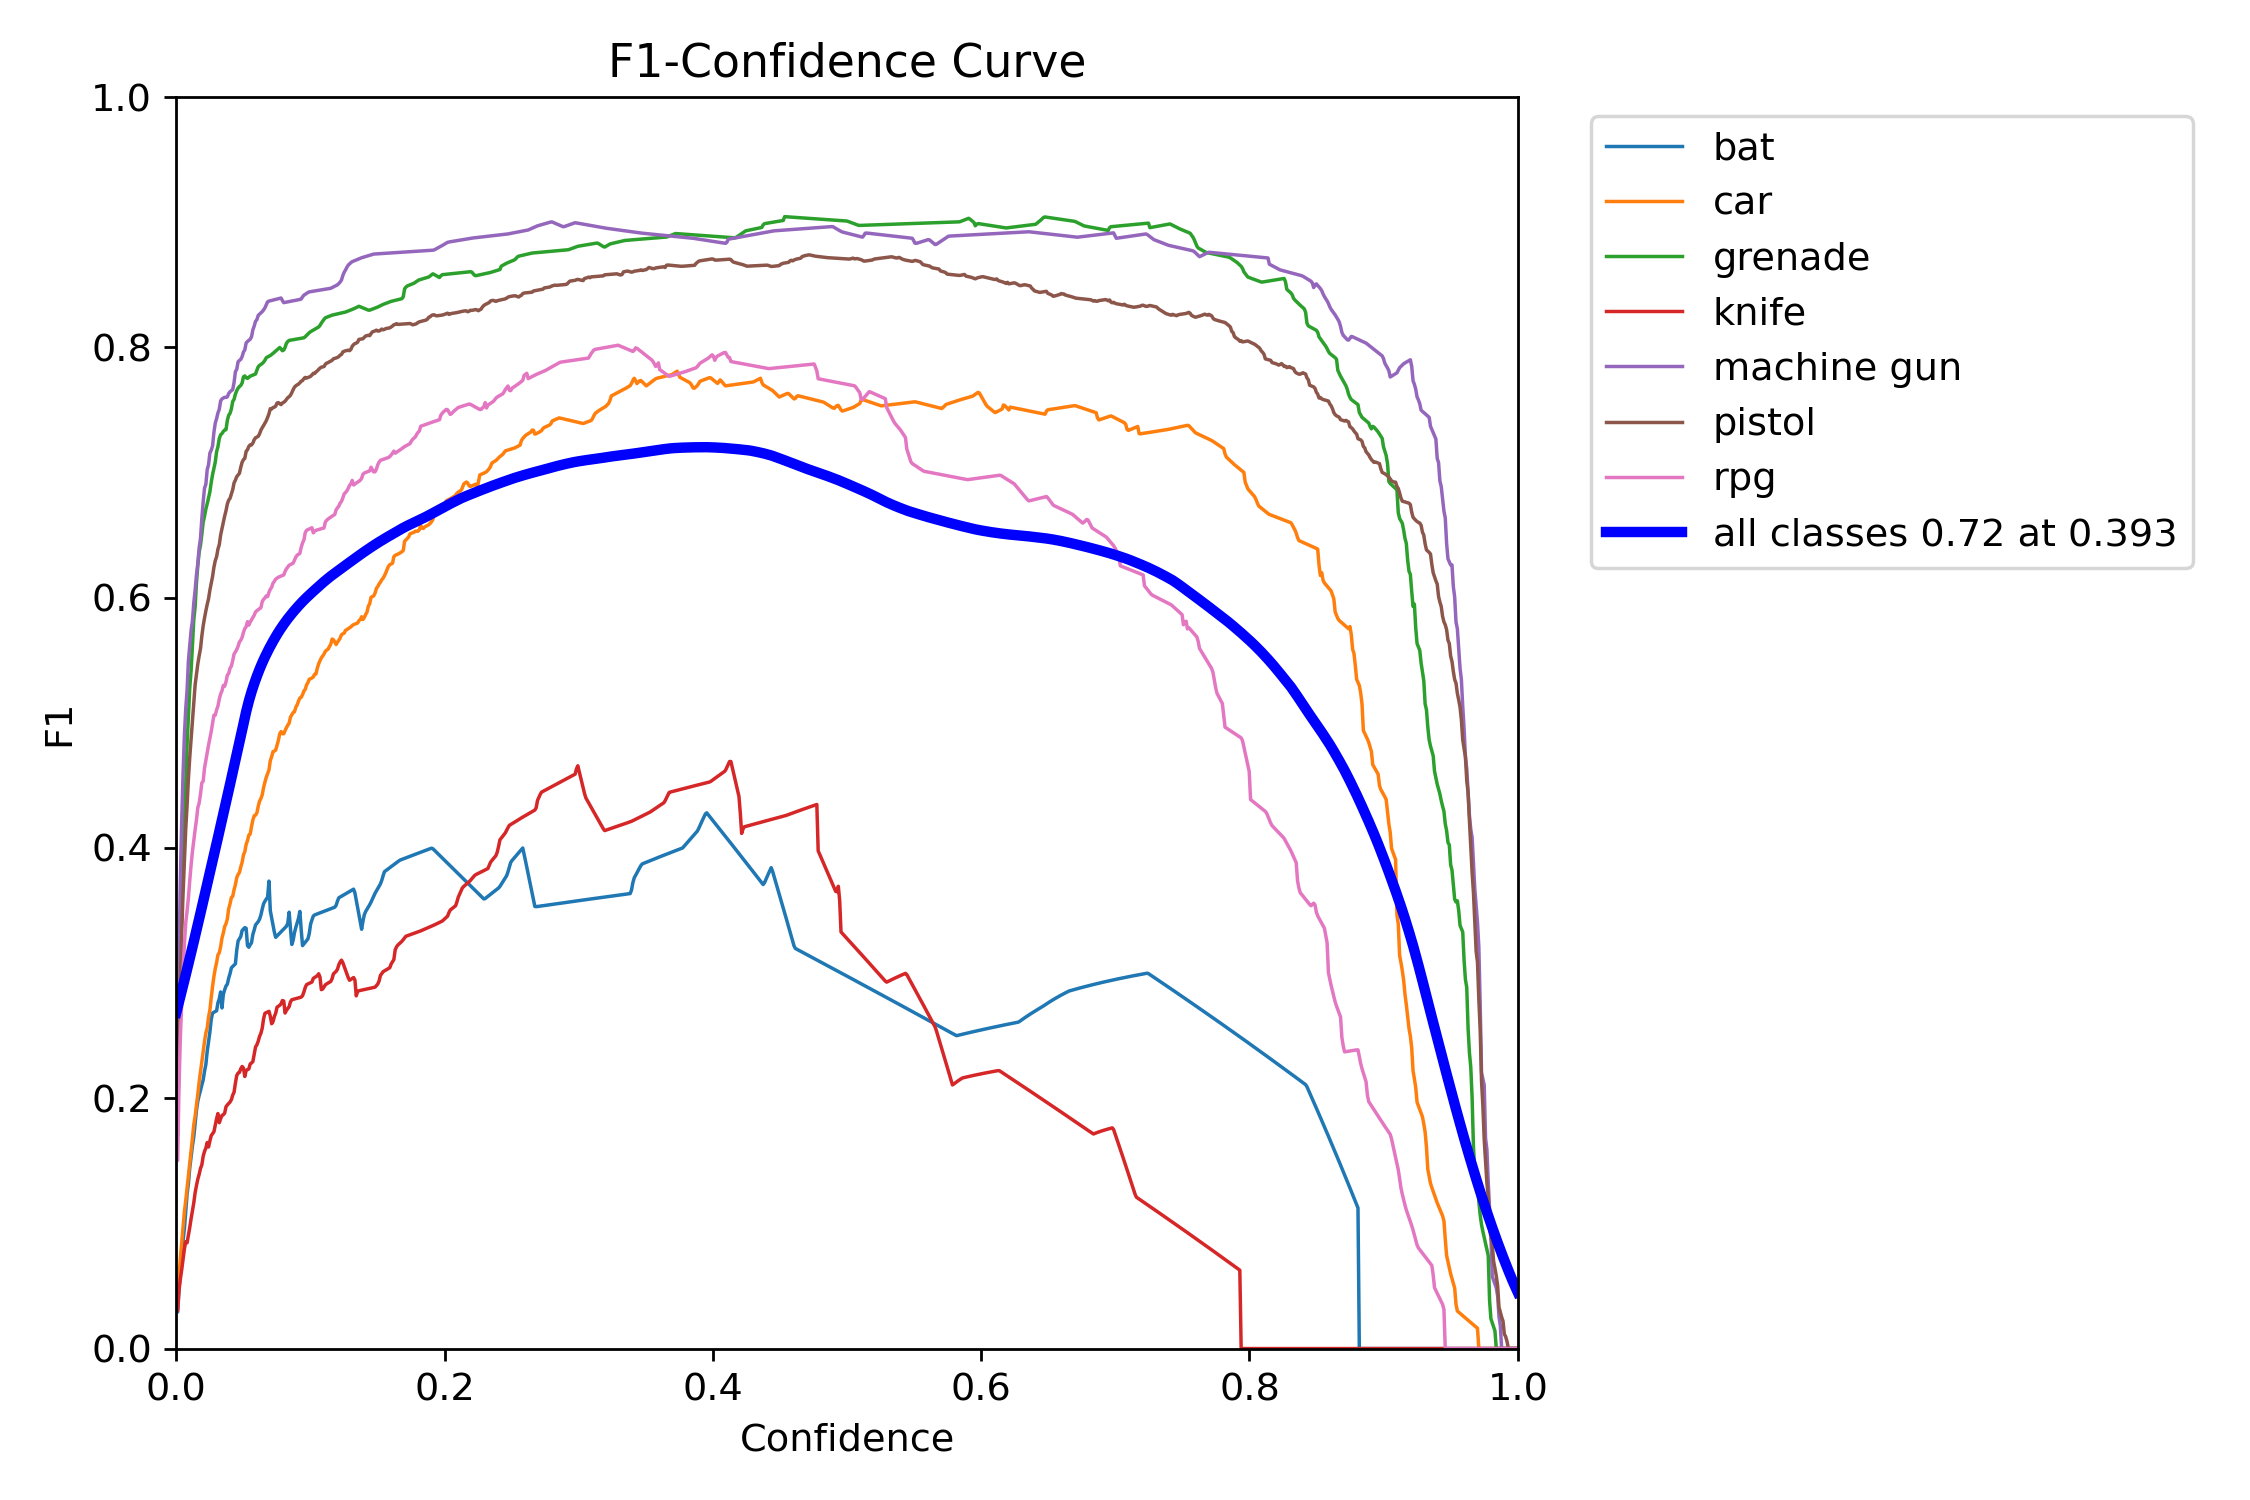 F1-Confidence Curve
1.0
0.8
0.6
0.4
0.2
0.0
F1
0.0 0.2 0.4 0.6 0.8 1.0
Confidence
bat
car
grenade
knife
machine gun
pistol
rpg
all classes 0.72 at 0.393